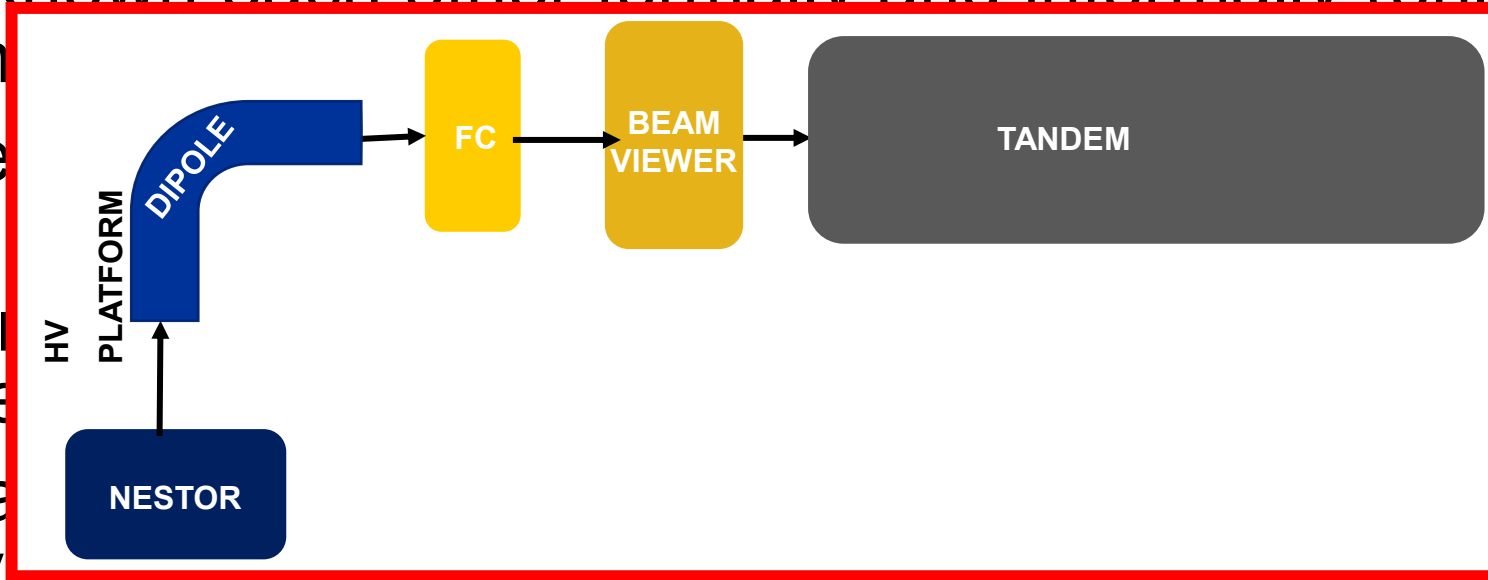 FC
BEAM
VIEWER
TANDEM
DIPOLE
HV
PLATFORM
NESTOR